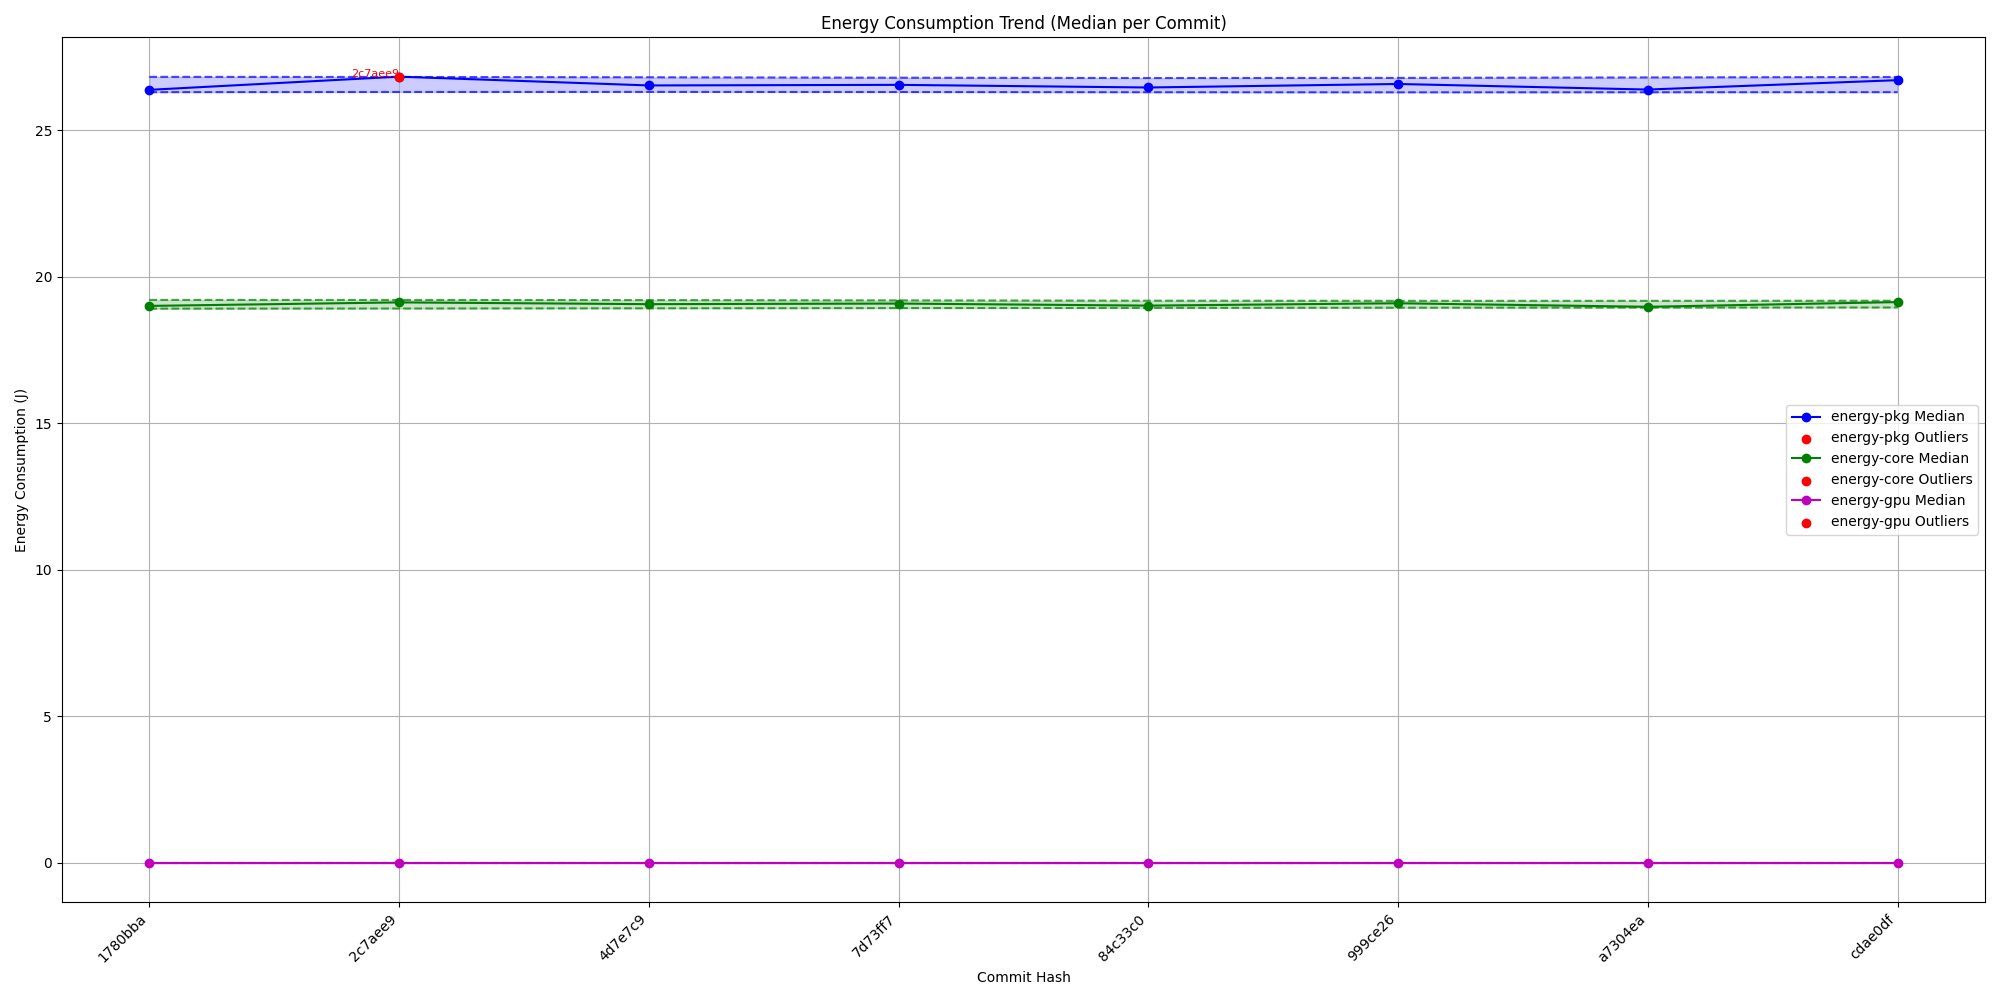 Energy Consumption Trend (Median per Commit)
2c7aee9
Energy Consumption (J)
25
20
15
10
5
0
energy-pkg Median
energy-pkg Outliers
energy-core Median
energy-core Outliers
energy-gpu Median
energy-gpu Outliers
1780bba
2c7aee9
4d7e7c9
7d73ff7
84c33c0
999ce26
a7304ea
cdae0df
Commit Hash